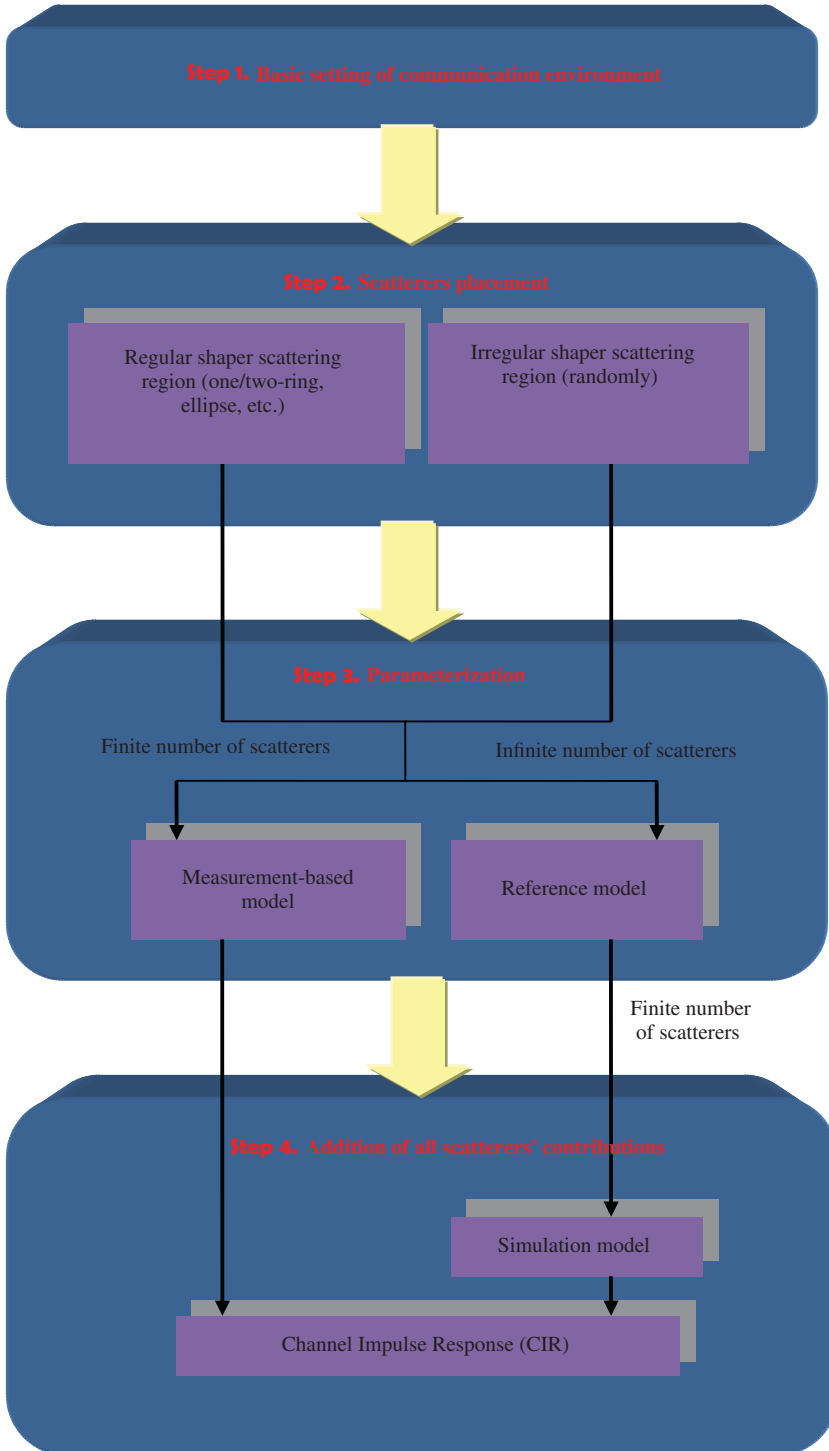 Step 1. Basic setting of communication environment
Step 2. Scatterers placement
Regular shaper scattering
region (one/two-ring,
ellipse, etc.)
Irregular shaper scattering
region (randomly)
Step 3. Parameterization
Finite number of scatterers
Infinite number of scatterers
Measurement-based
model
Reference model
Finite number
of scatterers
Step 4. Addition of all scatterers' contributions
Simulation model
Channel Impulse Response (CIR)